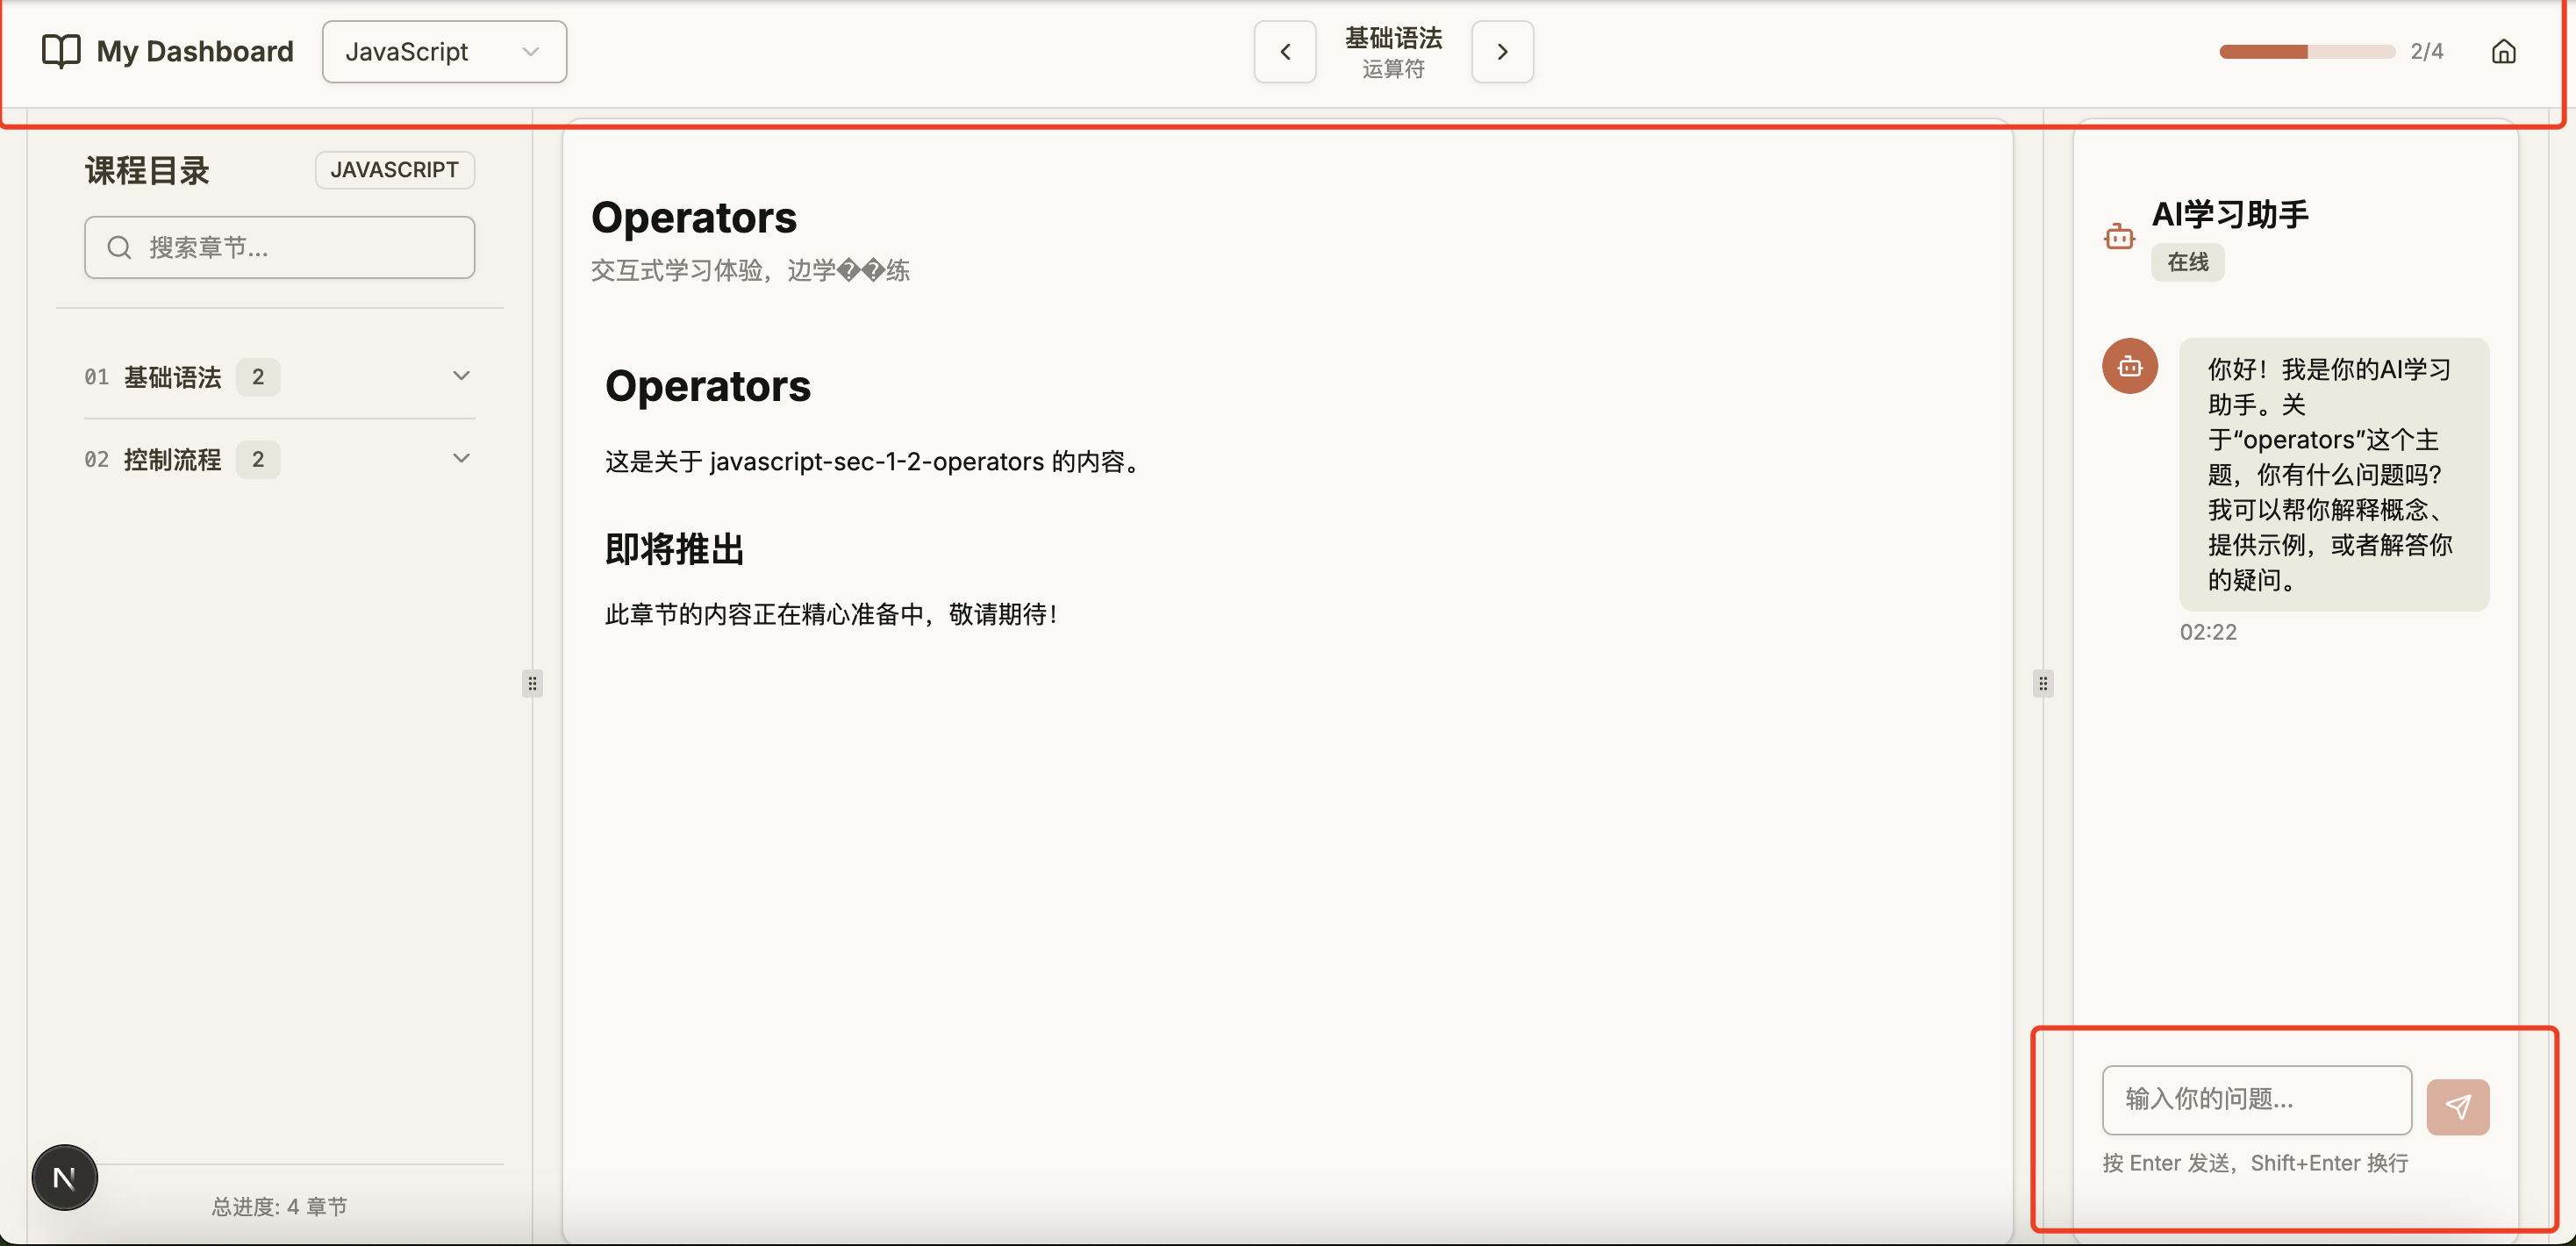 My Dashboard
JavaScript
基础语法
运算符
2/4
课程目录
JAVASCRIPT
搜索章节...
01 基础语法 2
02 控制流程 2
总进度: 4 章节
N
Operators
交互式学习体验，边学��练
Operators
这是关于 javascript-sec-1-2-operators 的内容。
即将推出
此章节的内容正在精心准备中，敬请期待！
AI学习助手
在线
你好！我是你的AI学习
助手。关
于“operators”这个主
题，你有什么问题吗？
我可以帮你解释概念、
提供示例，或者解答你
的疑问。
02:22
输入你的问题...
按 Enter 发送，Shift+Enter 换行